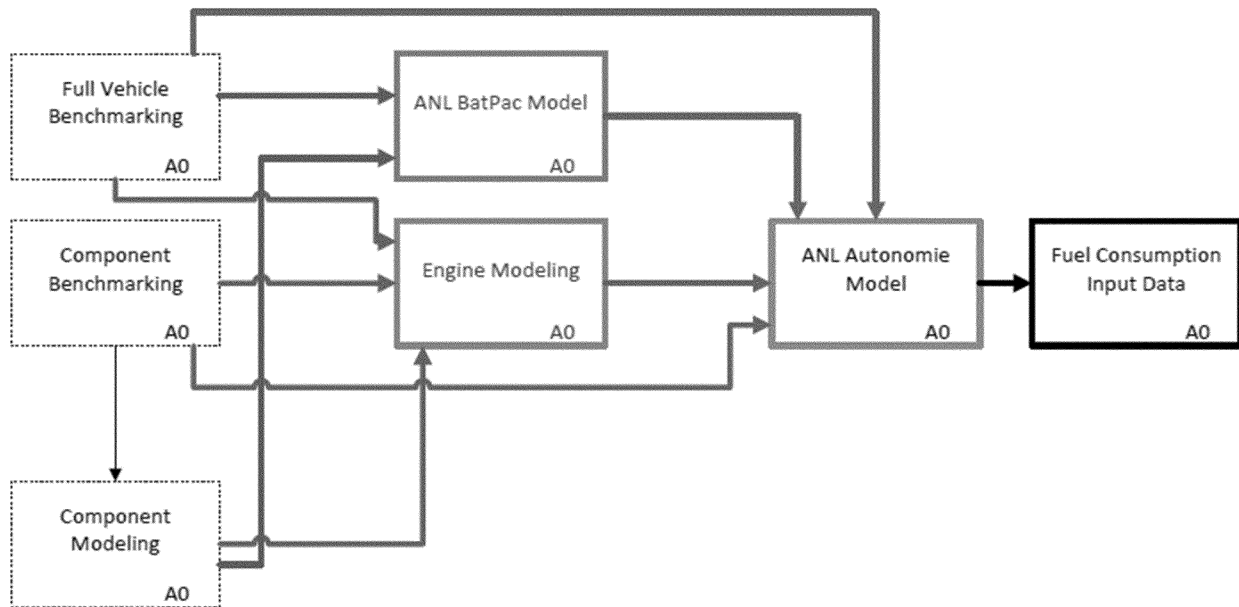 Full Vehicle
Benchmarking
A0
ANL BatPac Model
A0
Component
Benchmarking
A0
Engine Modeling
A0
ANL Autonomie
Model
A0
Fuel Consumption
Input Data
A0
Component
Modeling
A0